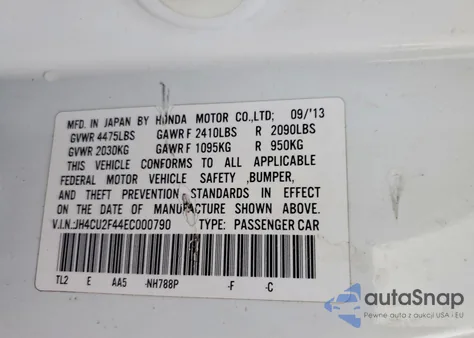 MFD. IN JAPAN BY HONDA MOTOR CO.,LTD; 09/'13
GVWR 4475LBS GAWR F 2410LBS R 2090LBS
GVWR 2030KG GAWR F 1095KG R 950KG
THIS VEHICLE CONFORMS TO ALL APPLICABLE
FEDERAL MOTOR VEHICLE SAFETY ,BUMPER,
AND THEFT PREVENTION STANDARDS IN EFFECT
ON THE DATE OF MANUFACTURE SHOWN ABOVE.
V.I.N.:JH4CU2F44EC000790 TYPE: PASSENGER CAR
TL2 E AA5 -NH788P -F -C
autoSnap
Pewne auta z USA i EU